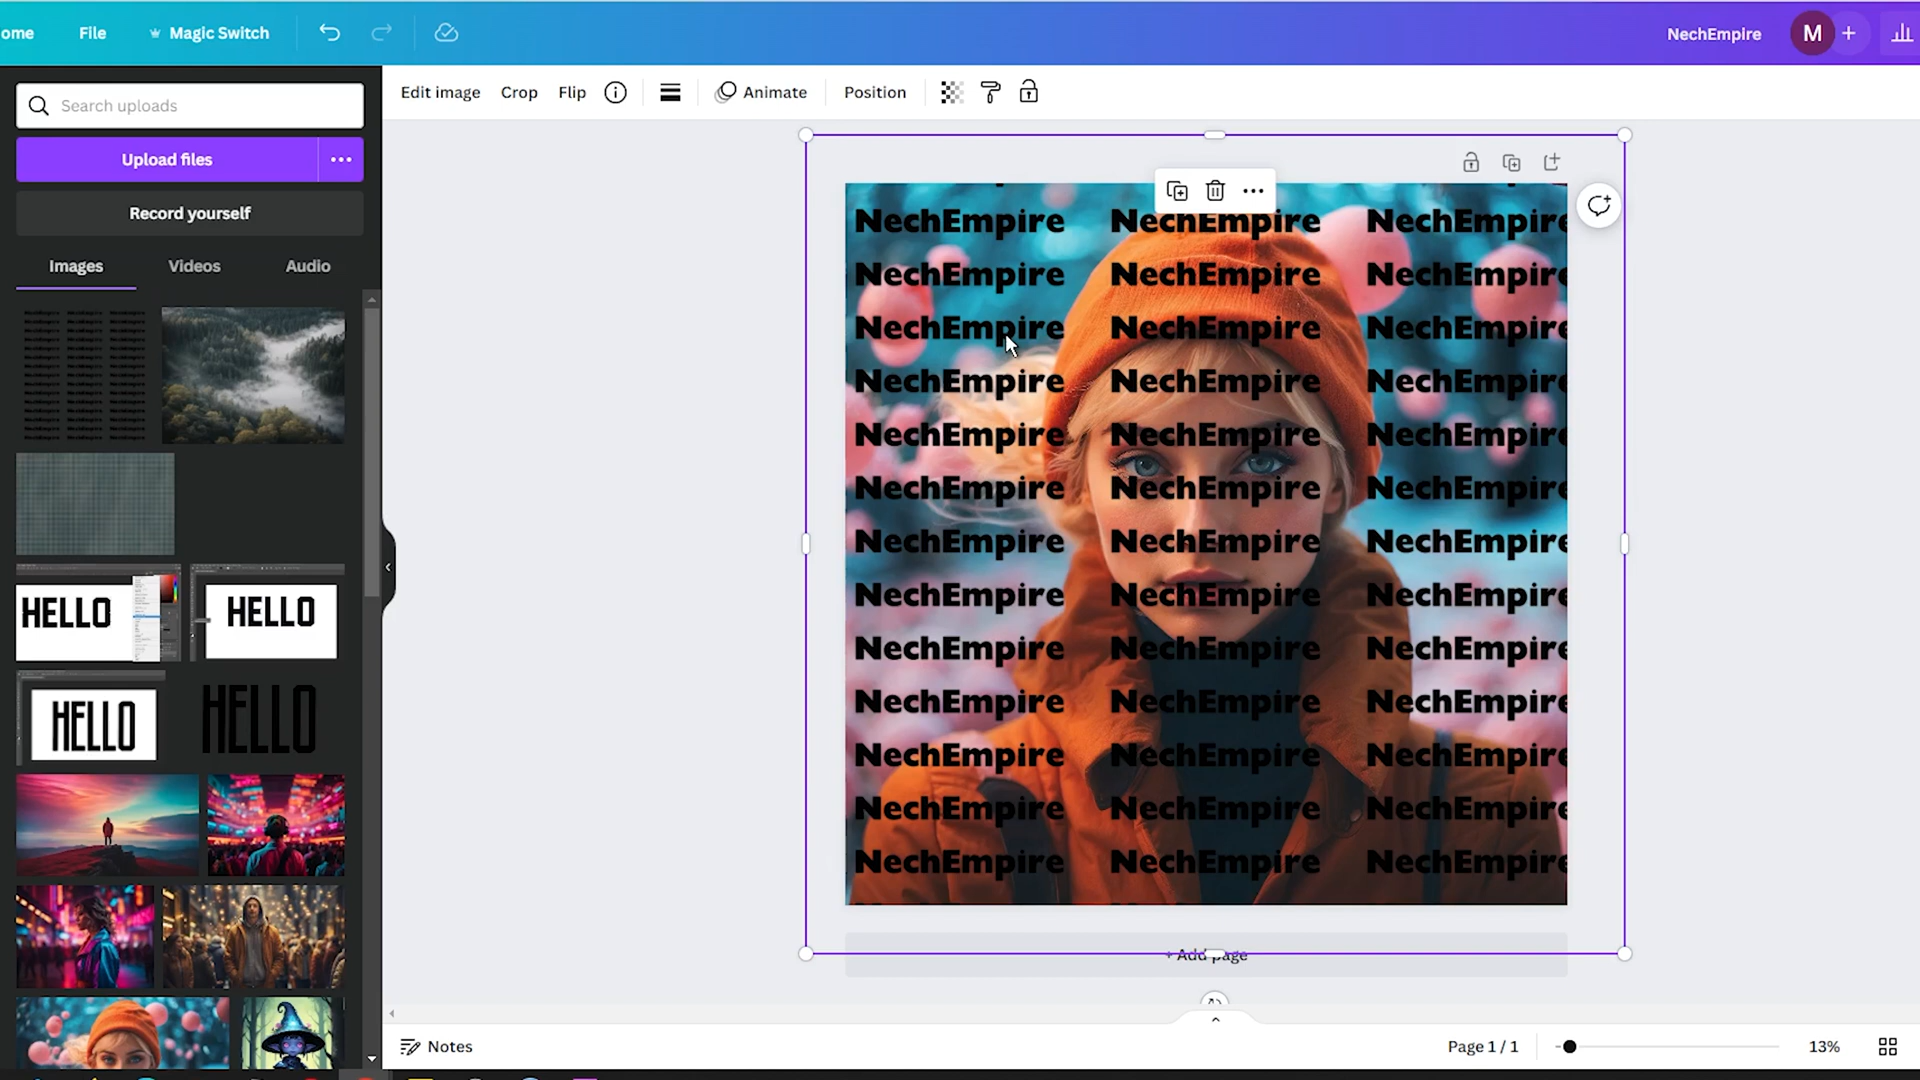 ome File Magic Switch NechEmpire M +
Search uploads
Edit image Crop Flip Animate Position
Upload files
Record yourself
Images Videos Audio
NechEmpire NechEmpire NechEmpire
NechEmpire NechEmpire NechEmpire
NechEmpire NechEmpire NechEmpire
NechEmpire NechEmpire NechEmpire
NechEmpire NechEmpire NechEmpire
NechEmpire NechEmpire NechEmpire
NechEmpire NechEmpire NechEmpire
NechEmpire NechEmpire NechEmpire
NechEmpire NechEmpire NechEmpire
NechEmpire NechEmpire NechEmpire
NechEmpire NechEmpire NechEmpire
NechEmpire NechEmpire NechEmpire
NechEmpire NechEmpire NechEmpire
HELLO HELLO
HELLO HELLO
+ Add page
Notes Page 1 / 1 13%